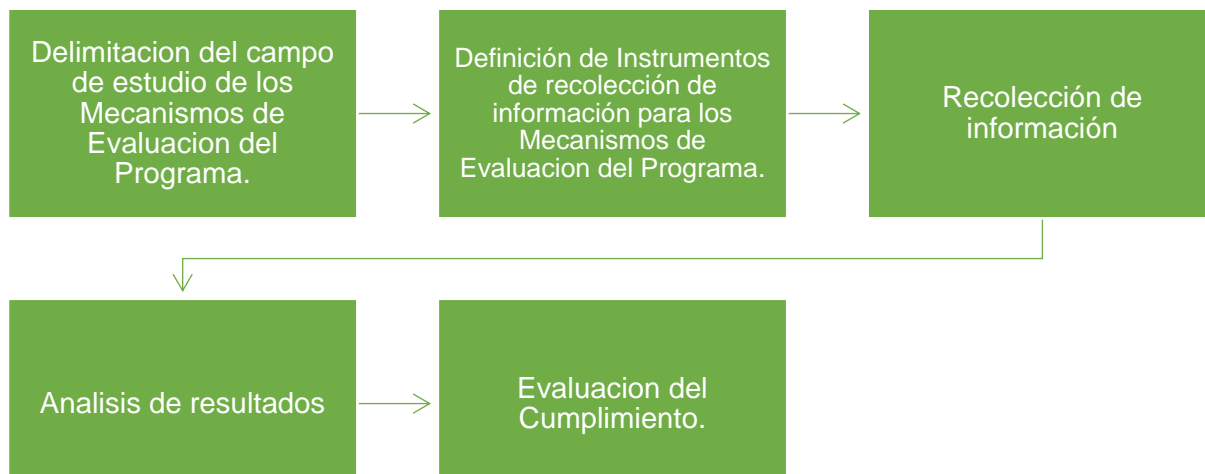 Delimitacion del campo
de estudio de los
Mecanismos de
Evaluacion del
Programa.
Definición de Instrumentos
de recolección de
información para los
Mecanismos de
Evaluacion del Programa.
Recolección de
información
Analisis de resultados
Evaluacion del
Cumplimiento.